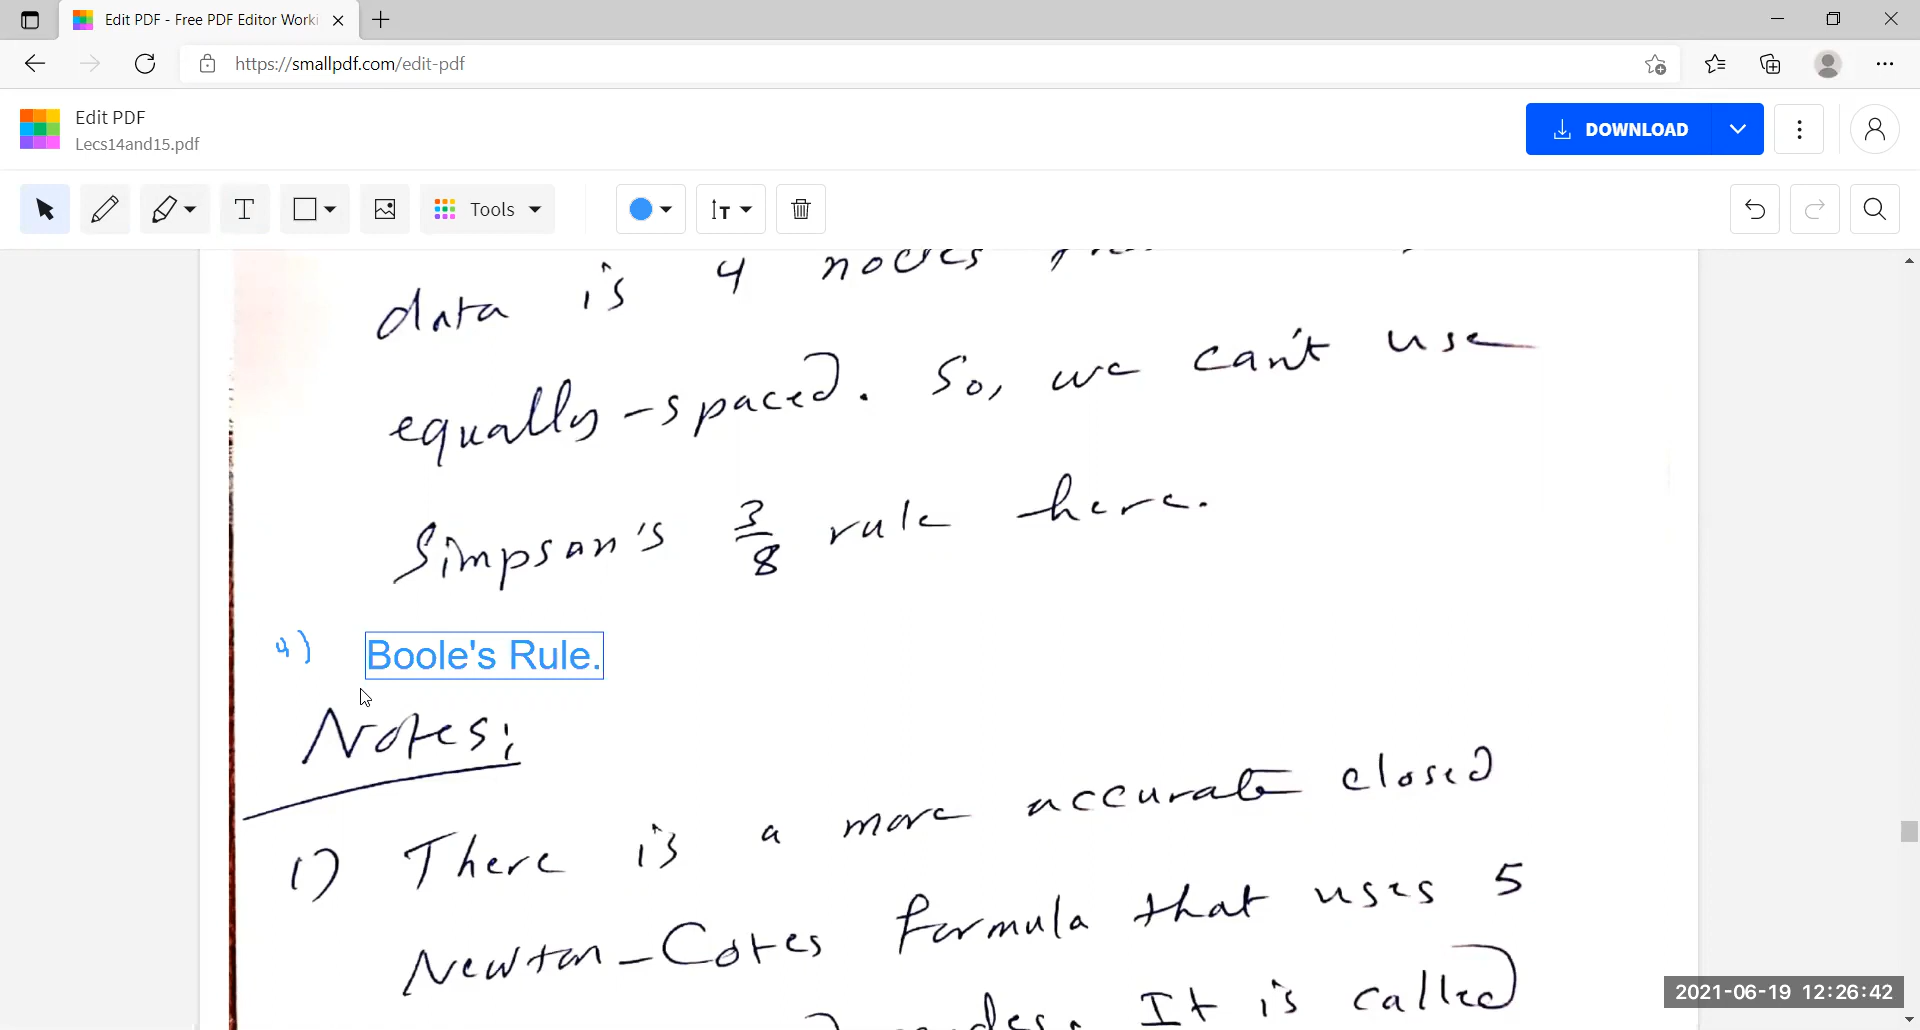 Edit PDF - Free PDF Editor Worki
https://smallpdf.com/edit-pdf
Edit PDF
Lecs14and15.pdf
DOWNLOAD
T
Tools
T
data is 4 nodes
equally-spaced. So, we can't use
Simpson's 3/8 rule here.
4) Boole's Rule.
Notes:
1) There is a more accurate closed
Newton-Cotes formula that uses 5
nodes. It is called
2021-06-19 12:26:42